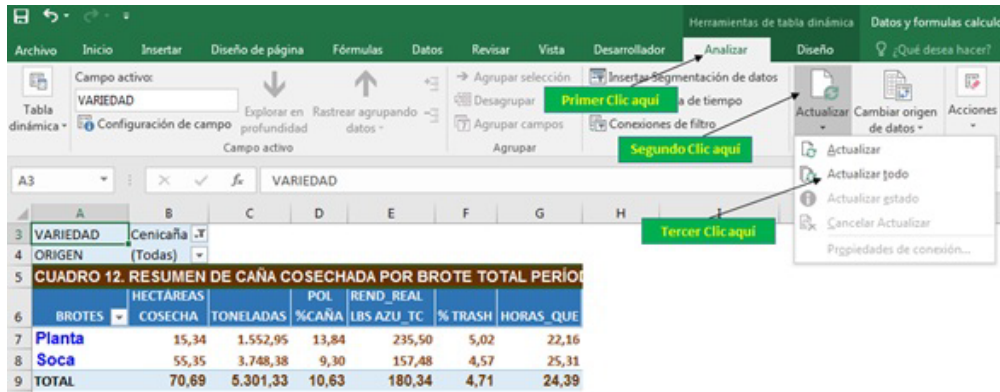 Herramientas de tabla dinámica Datos y formulas calculo
Archivo Inicio Insertar Diseño de página Fórmulas Datos Revisar Vista Desarrollador Analizar Diseño ¿Qué desea hacer?
Tabla dinámica
Campo activo:
VARIEDAD
Configuración de campo
Explorar en profundidad
Rastrear agrupando datos
Campo activo
Agrupar selección
Desagrupar
Agrupar campos
Agrupar
Insertar Segmentación de datos
a de tiempo
Conexiones de filtro
Actualizar
Cambiar origen de datos
Acciones
Primer Clic aquí
Segundo Clic aquí
Tercer Clic aquí
Actualizar
Actualizar todo
Actualizar estado
Cancelar Actualizar
Propiedades de conexión...
A3 fx VARIEDAD
A B C D E F G H I
3 VARIEDAD Cenicaña
4 ORIGEN (Todas)
5 CUADRO 12. RESUMEN DE CAÑA COSECHADA POR BROTE TOTAL PERÍOD
HECTÁREAS POL REND_REAL
6 BROTES COSECHA TONELADAS %CAÑA LBS AZU_TC % TRASH HORAS_QUE
7 Planta 15,34 1.552,95 13,84 235,50 5,02 22,16
8 Soca 55,35 3.748,38 9,30 157,48 4,57 25,31
9 TOTAL 70,69 5.301,33 10,63 180,34 4,71 24,39